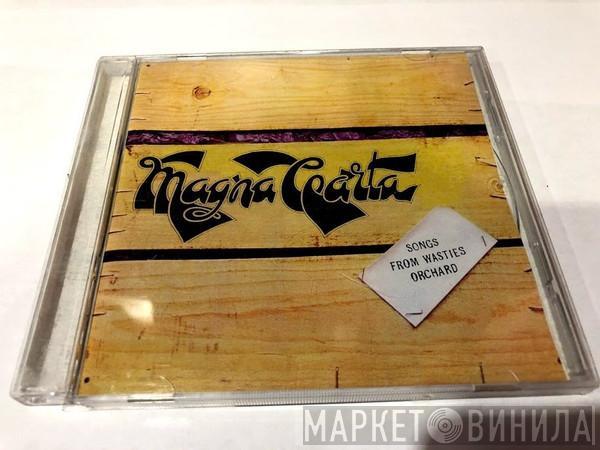 Magna Carta
SONGS
FROM WASTIES
ORCHARD
МАРКЕТ ВИНИЛА